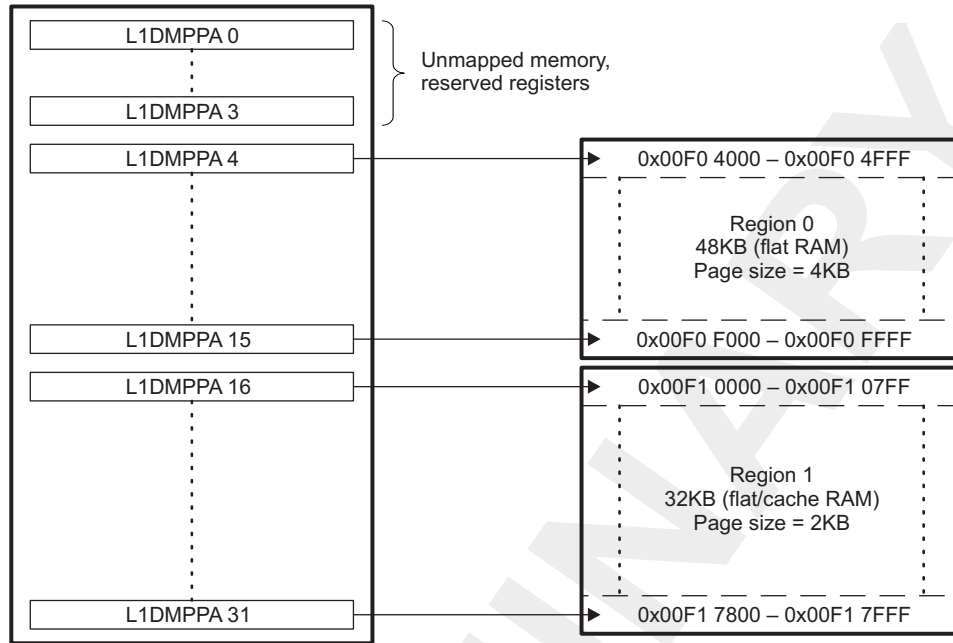 L1DMPPA 0
Unmapped memory,
reserved registers
L1DMPPA 3
L1DMPPA 4
0x00F0 4000 – 0x00F0 4FFF
Region 0
48KB (flat RAM)
Page size = 4KB
L1DMPPA 15
0x00F0 F000 – 0x00F0 FFFF
L1DMPPA 16
0x00F1 0000 – 0x00F1 07FF
Region 1
32KB (flat/cache RAM)
Page size = 2KB
L1DMPPA 31
0x00F1 7800 – 0x00F1 7FFF
INARY